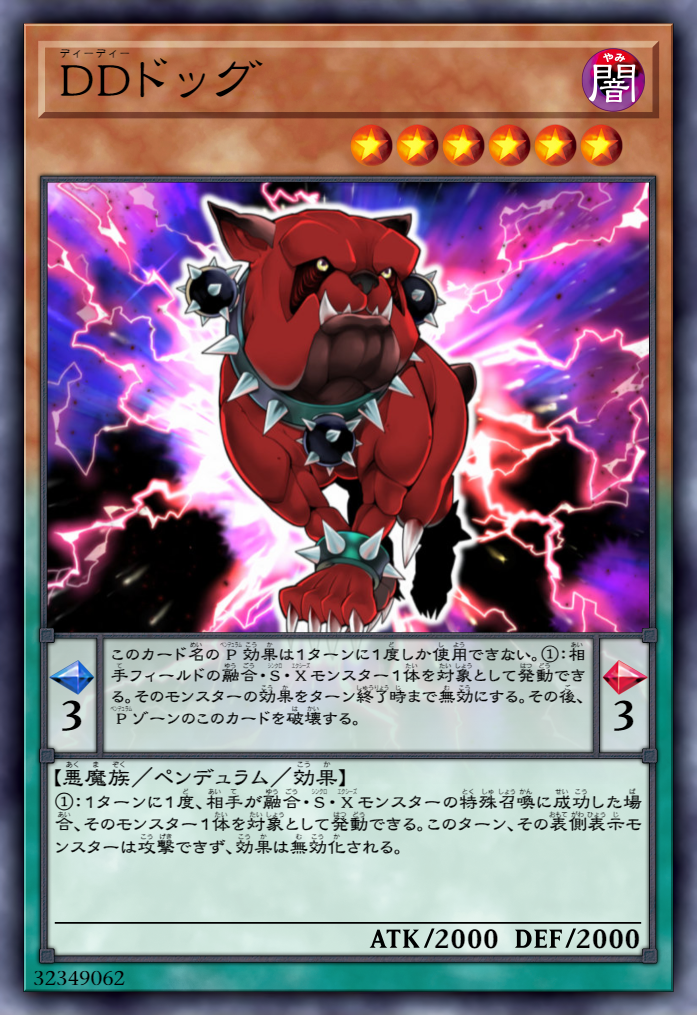 DDドッグ
闇
3
3
このカード名のP効果は1ターンに1度しか使用できない。①:相
手フィールドの融合・S・Xモンスター1体を対象として発動でき
る。そのモンスターの効果をターン終了時まで無効にする。その後、
Pゾーンのこのカードを破壊する。
【悪魔族/ペンデュラム/効果】
①:1ターンに1度、相手が融合・S・Xモンスターの特殊召喚に成功した場
合、そのモンスター1体を対象として発動できる。このターン、その表側表示モ
ンスターは攻撃できず、効果は無効化される。
ATK/2000 DEF/2000
32349062